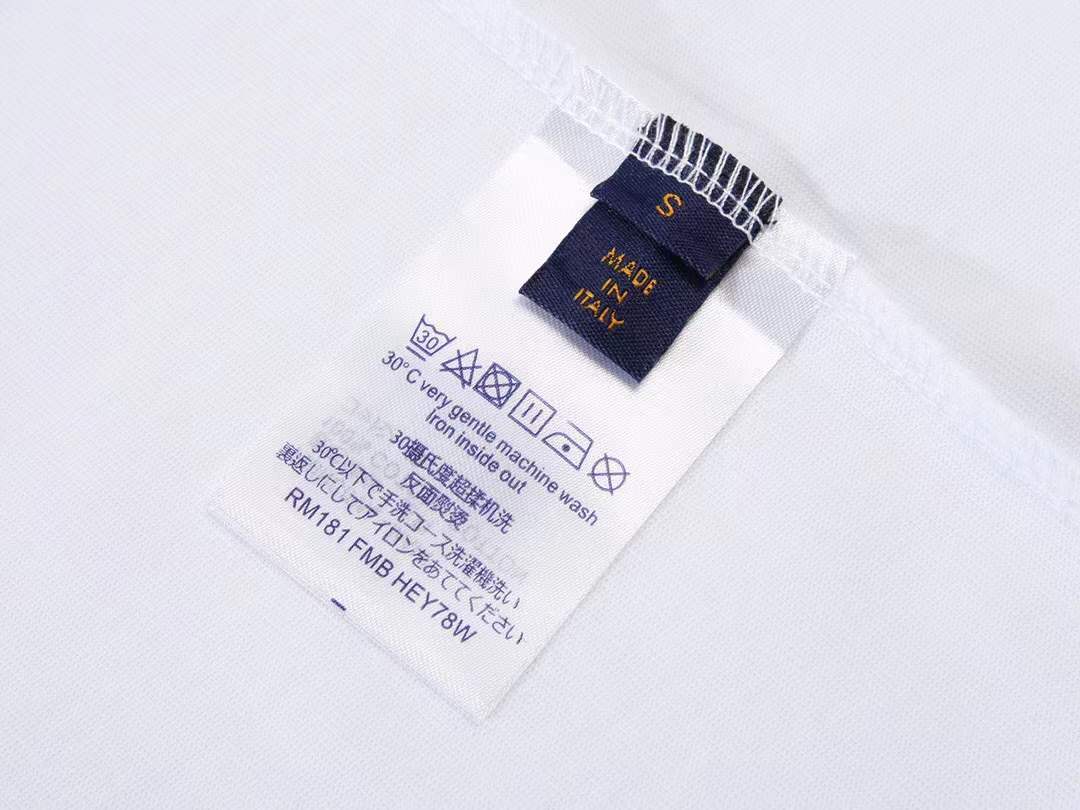 S
MADE
IN
ITALY
30
30°C very gentle machine wash
Iron inside out
30摄氏度超揉机洗
反面熨烫
30℃以下で手洗コース洗濯機洗い
裏返しにしてアイロンをあててください
RM181 FMB HEY78W